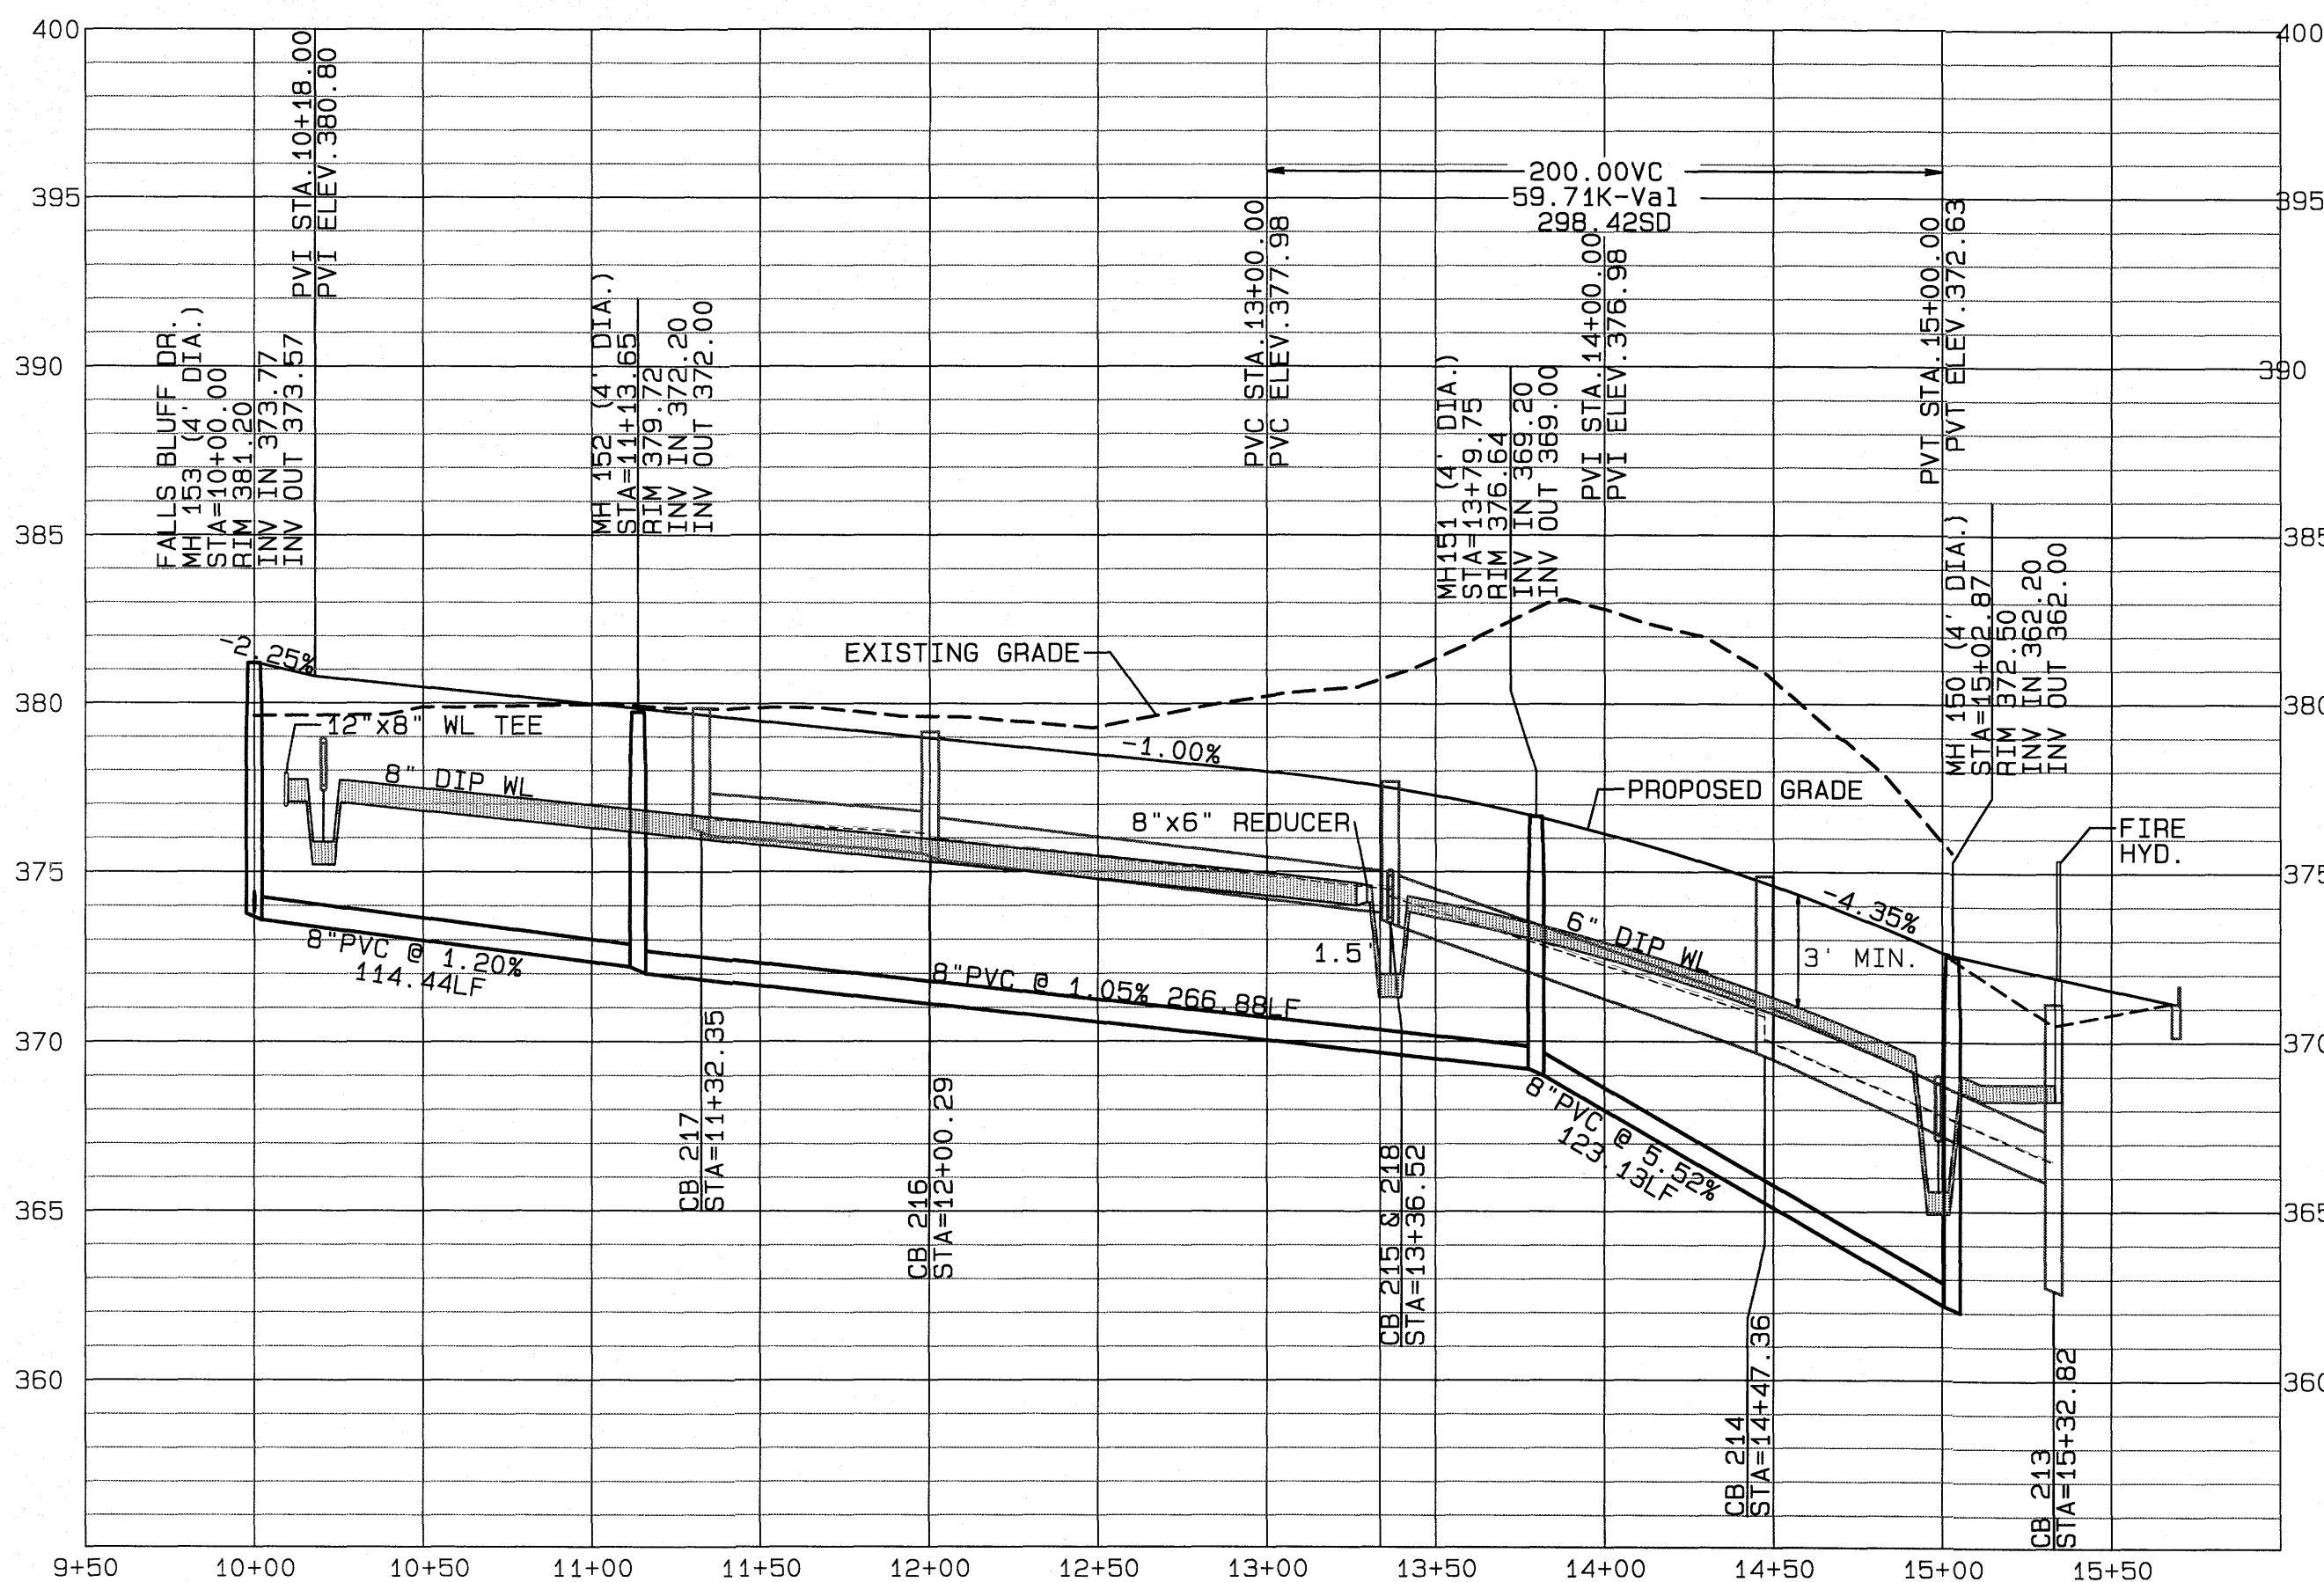 400
395
390
385
380
375
370
365
360
400
395
390
385
380
375
370
365
360
9+50
10+00
10+50
11+00
11+50
12+00
12+50
13+00
13+50
14+00
14+50
15+00
15+50
PVI STA.10+18.00
PVI ELEV.380.80
FALLS BLUFF DR.
MH 153 (4' DIA.)
STA=10+00.00
RIM 381.20
INV IN 373.77
INV OUT 373.57
MH 152 (4' DIA.)
STA=11+13.65
RIM 379.72
INV IN 372.20
INV OUT 372.00
PVC STA.13+00.00
PVC ELEV.377.98
200.00VC
59.71K-Val
298.42SD
MH151 (4' DIA.)
STA=13+79.75
RIM 376.64
INV IN 369.20
INV OUT 369.00
PVI STA.14+00.00
PVI ELEV.376.98
PVT STA.15+00.00
PVT ELEV.372.63
MH 150 (4' DIA.)
STA=15+02.87
RIM 372.50
INV IN 362.20
INV OUT 362.00
-2.25%
EXISTING GRADE
12"x8" WL TEE
8" DIP WL
-1.00%
PROPOSED GRADE
8"x6" REDUCER
FIRE
HYD.
-4.35%
6" DIP WL
3' MIN.
1.5'
8"PVC @ 1.20%
114.44LF
8"PVC @ 1.05% 266.88LF
8"PVC @ 5.52%
123.13LF
CB 217
STA=11+32.35
CB 216
STA=12+00.29
CB 215 & 218
STA=13+36.52
CB 214
STA=14+47.36
CB 213
STA=15+32.82